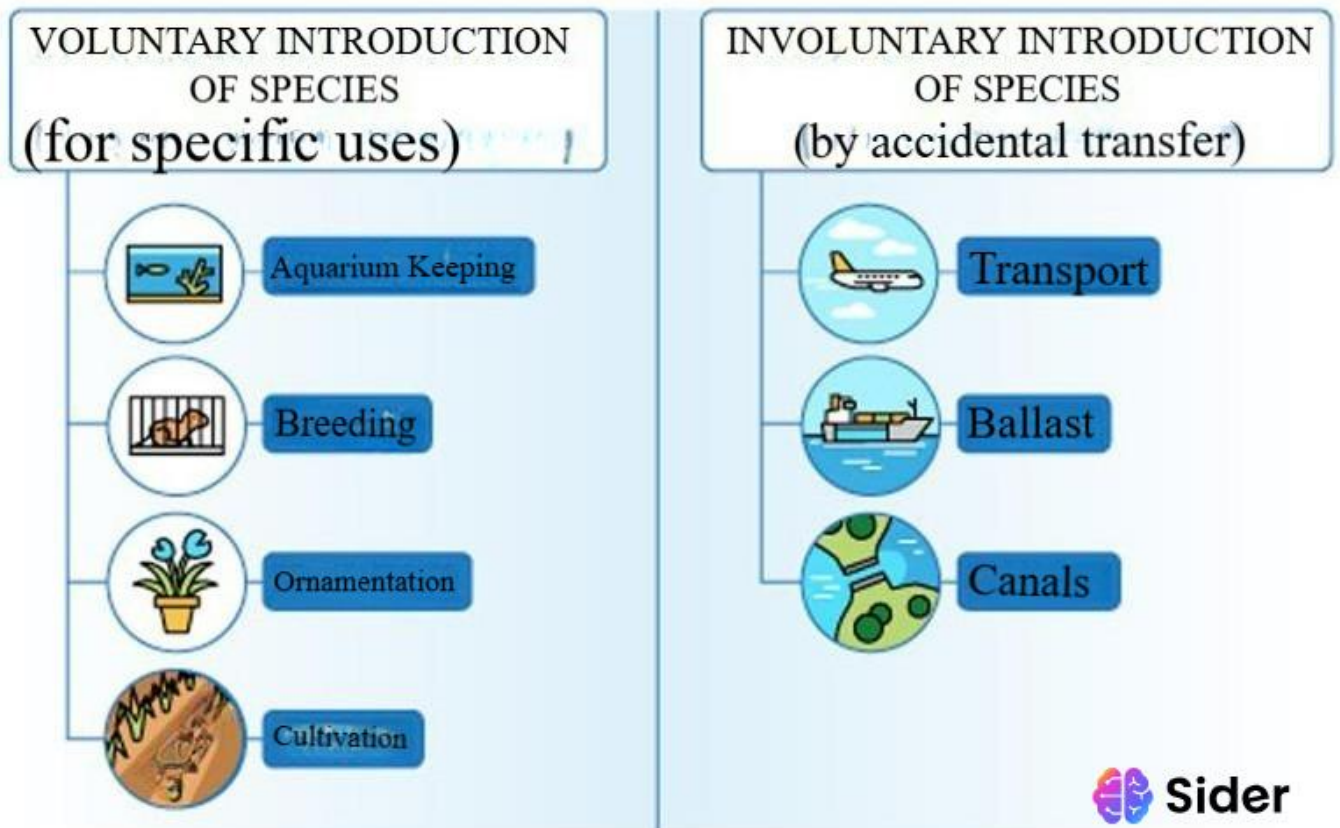 VOLUNTARY INTRODUCTION
OF SPECIES
(for specific uses)
Aquarium Keeping
Breeding
Ornamentation
Cultivation
INVOLUNTARY INTRODUCTION
OF SPECIES
(by accidental transfer)
Transport
Ballast
Canals
Sider